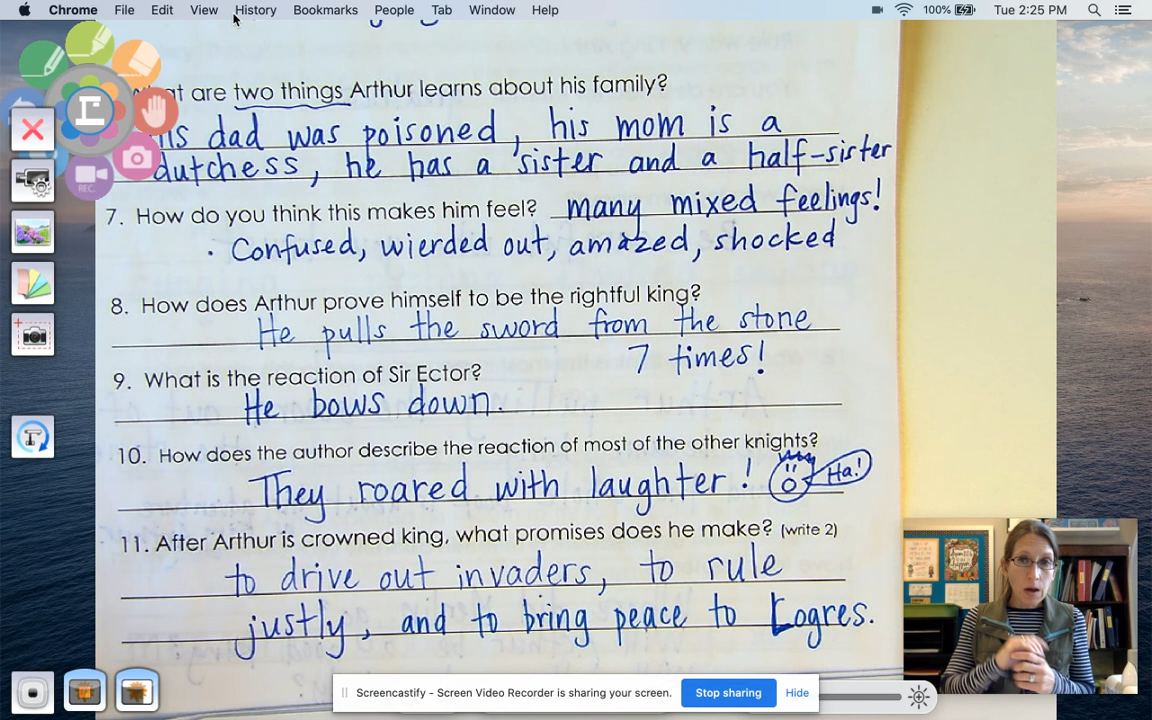 Chrome File Edit View History Bookmarks People Tab Window Help 100% Tue 2:25 PM
at are two things Arthur learns about his family?
his dad was poisoned, his mom is a
dutchess, he has a sister and a half-sister
7. How do you think this makes him feel? many mixed feelings!
· Confused, wierded out, amazed, shocked
8. How does Arthur prove himself to be the rightful king?
He pulls the sword from the stone
7 times!
9. What is the reaction of Sir Ector?
He bows down.
10. How does the author describe the reaction of most of the other knights?
They roared with laughter! Ha!
11. After Arthur is crowned king, what promises does he make? (write 2)
to drive out invaders, to rule
justly, and to bring peace to Logres.
REC
Screencastify - Screen Video Recorder is sharing your screen. Stop sharing Hide